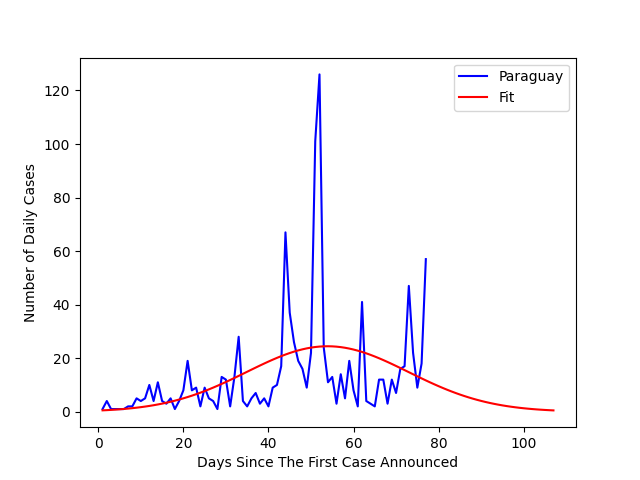 Paraguay
Fit
120
100
80
60
40
20
0
Number of Daily Cases
0 20 40 60 80 100
Days Since The First Case Announced